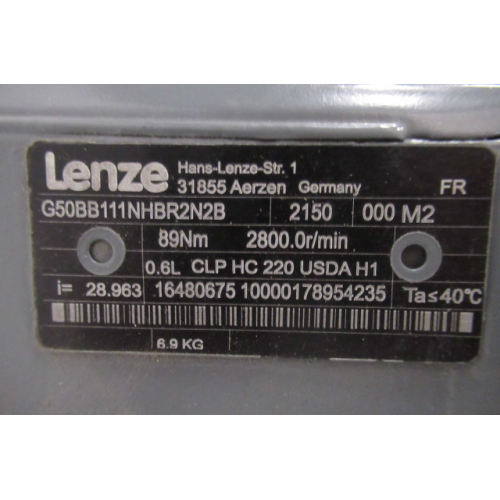 Lenze
Hans-Lenze-Str. 1
31855 Aerzen Germany FR
G50BB111NHBR2N2B 2150 000 M2
89Nm 2800.0r/min
0.6L CLP HC 220 USDA H1
i= 28.963 16480675 10000178954235 Ta≤40°C
6.9 KG